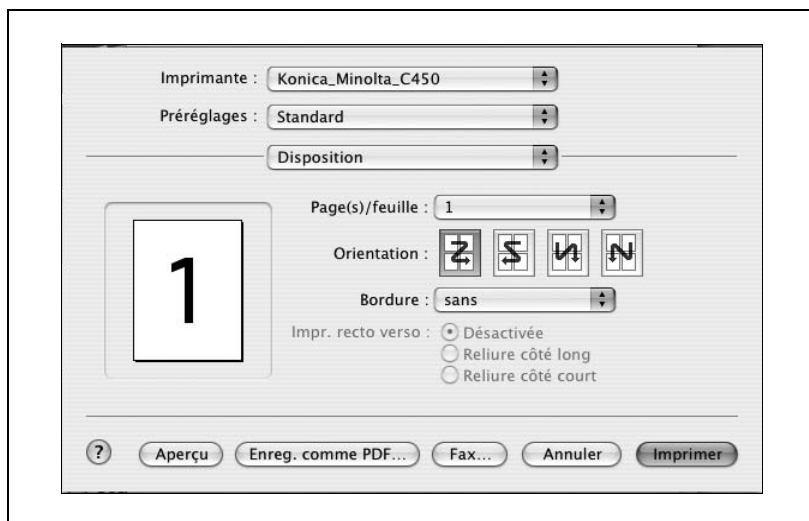 Imprimante : Konica_Minolta_C450
Préréglages : Standard
Disposition
Page(s)/feuille : 1
1
Orientation :
Bordure : sans
Impr. recto verso : Désactivée
Reliure côté long
Reliure côté court
? Aperçu Enreg. comme PDF... Fax... Annuler Imprimer